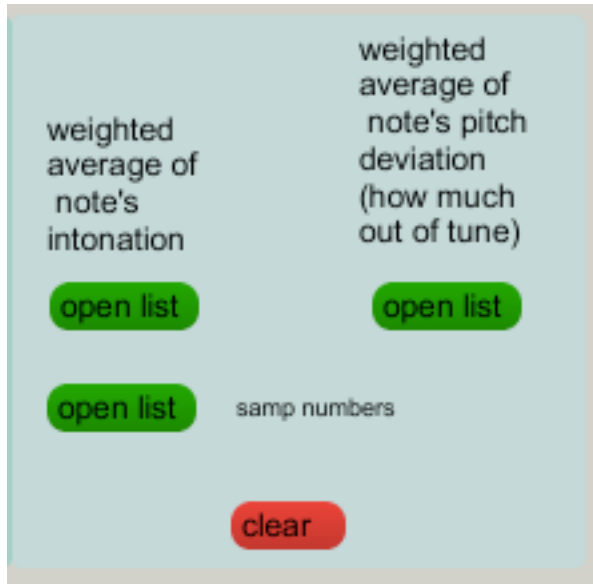 weighted
average of
note's
intonation
weighted
average of
note's pitch
deviation
(how much
out of tune)
open list
open list
open list
samp numbers
clear